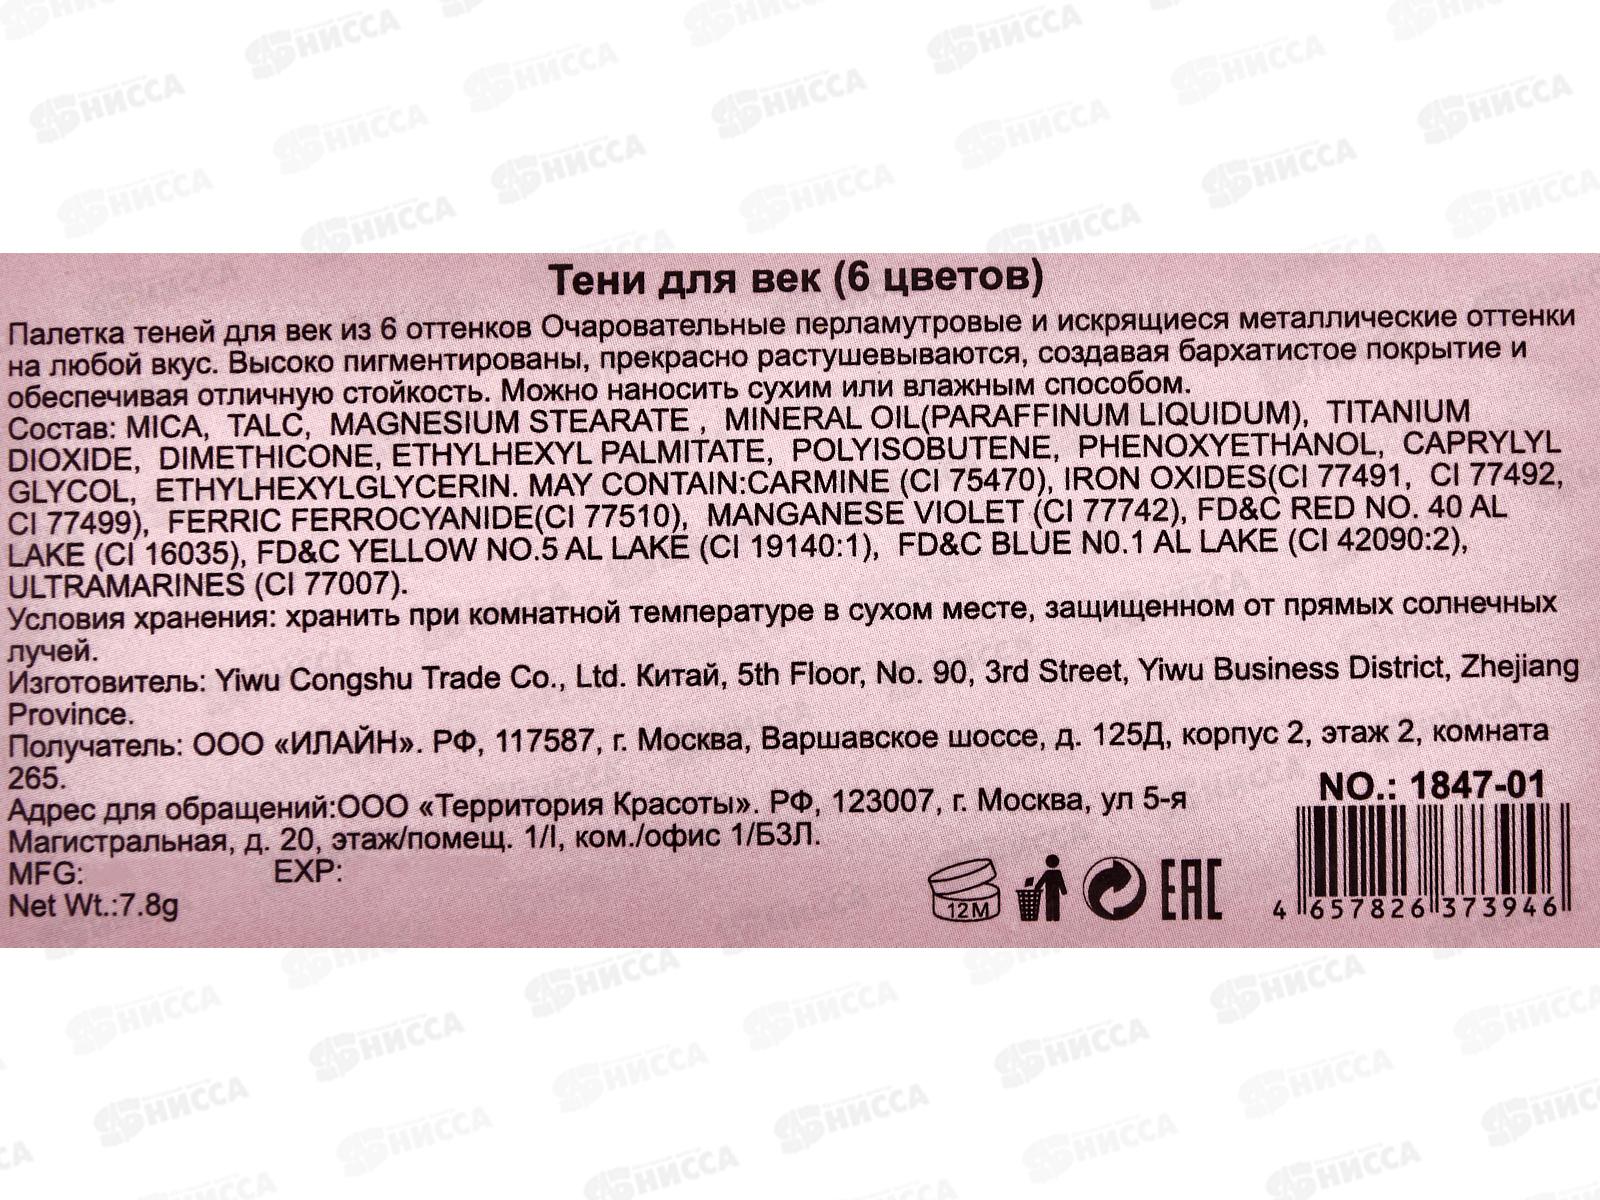 Тени для век (6 цветов)
Палетка теней для век из 6 оттенков Очаровательные перламутровые и искрящиеся металлические оттенки
на любой вкус. Высоко пигментированы, прекрасно растушевываются, создавая бархатистое покрытие и
обеспечивая отличную стойкость. Можно наносить сухим или влажным способом.
Состав: MICA, TALC, MAGNESIUM STEARATE , MINERAL OIL(PARAFFINUM LIQUIDUM), TITANIUM
DIOXIDE, DIMETHICONE, ETHYLHEXYL PALMITATE, POLYISOBUTENE, PHENOXYETHANOL, CAPRYLYL
GLYCOL, ETHYLHEXYLGLYCERIN. MAY CONTAIN:CARMINE (CI 75470), IRON OXIDES(CI 77491, CI 77492,
CI 77499), FERRIC FERROCYANIDE(CI 77510), MANGANESE VIOLET (CI 77742), FD&C RED NO. 40 AL
LAKE (CI 16035), FD&C YELLOW NO.5 AL LAKE (CI 19140:1), FD&C BLUE N0.1 AL LAKE (CI 42090:2),
ULTRAMARINES (CI 77007).
Условия хранения: хранить при комнатной температуре в сухом месте, защищенном от прямых солнечных
лучей.
Изготовитель: Yiwu Congshu Trade Co., Ltd. Китай, 5th Floor, No. 90, 3rd Street, Yiwu Business District, Zhejiang
Province.
Получатель: ООО «ИЛАЙН». РФ, 117587, г. Москва, Варшавское шоссе, д. 125Д, корпус 2, этаж 2, комната
265.
Адрес для обращений:ООО «Территория Красоты». РФ, 123007, г. Москва, ул 5-я
Магистральная, д. 20, этаж/помещ. 1/I, ком./офис 1/БЗЛ.
MFG: EXP:
Net Wt.:7.8g
12M
EAC
NO.: 1847-01
4 657826 373946